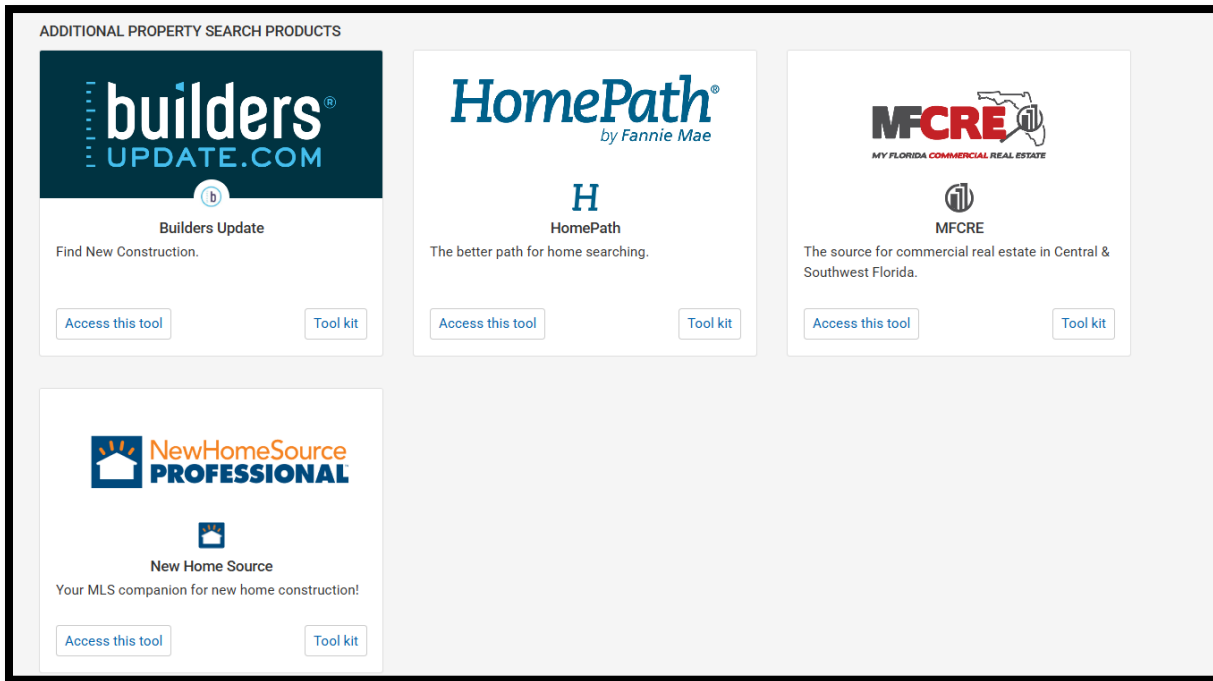 ADDITIONAL PROPERTY SEARCH PRODUCTS
builders®
UPDATE.COM
b
Builders Update
Find New Construction.
Access this tool
Tool kit
HomePath®
by Fannie Mae
H
HomePath
The better path for home searching.
Access this tool
Tool kit
MFCRE
MY FLORIDA COMMERCIAL REAL ESTATE
MFCRE
The source for commercial real estate in Central &
Southwest Florida.
Access this tool
Tool kit
NewHomeSource
PROFESSIONAL™
New Home Source
Your MLS companion for new home construction!
Access this tool
Tool kit